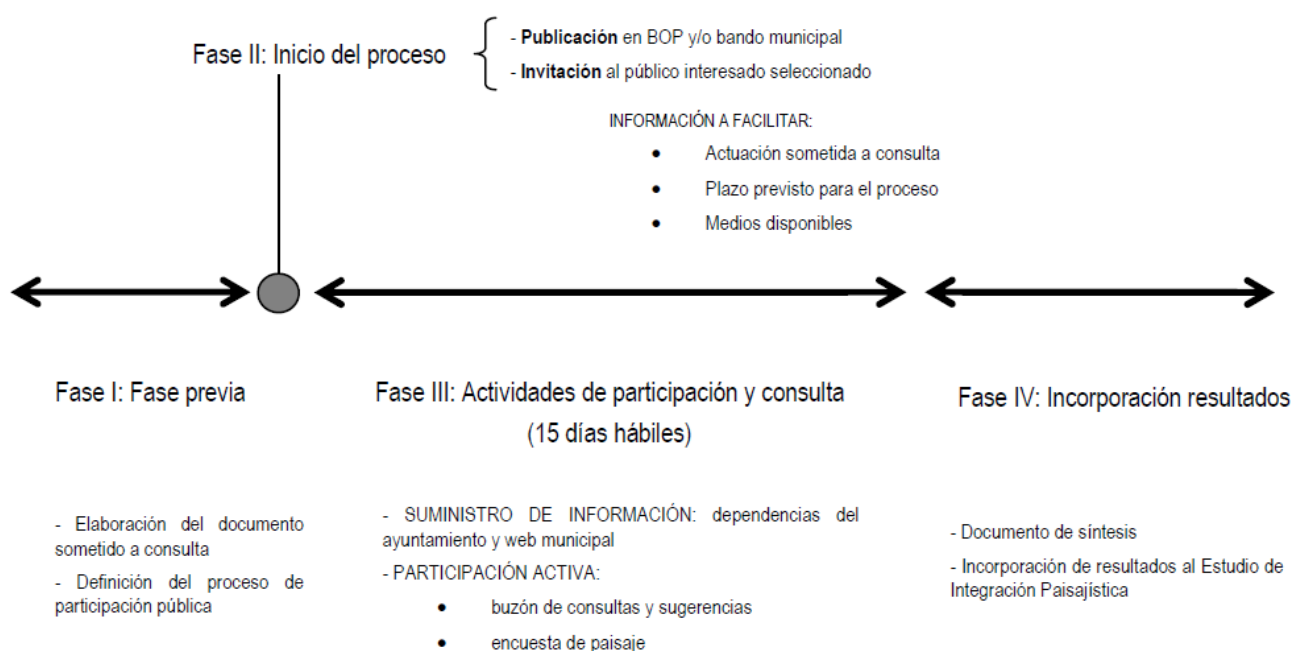 Fase II: Inicio del proceso
- Publicación en BOP y/o bando municipal
- Invitación al público interesado seleccionado
INFORMACIÓN A FACILITAR:
• Actuación sometida a consulta
• Plazo previsto para el proceso
• Medios disponibles
Fase I: Fase previa
- Elaboración del documento
sometido a consulta
- Definición del proceso de
participación pública
Fase III: Actividades de participación y consulta
(15 días hábiles)
- SUMINISTRO DE INFORMACIÓN: dependencias del
ayuntamiento y web municipal
- PARTICIPACIÓN ACTIVA:
• buzón de consultas y sugerencias
• encuesta de paisaje
Fase IV: Incorporación resultados
- Documento de síntesis
- Incorporación de resultados al Estudio de
Integración Paisajística